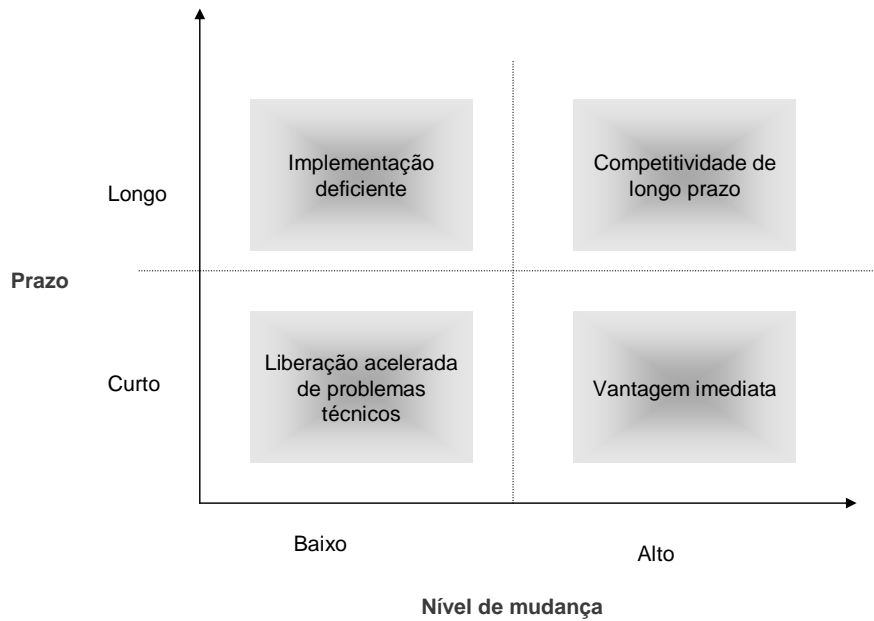 Implementação
deficiente
Competitividade de
longo prazo
Longo
Prazo
Liberação acelerada
de problemas
técnicos
Vantagem imediata
Curto
Baixo
Alto
Nível de mudança